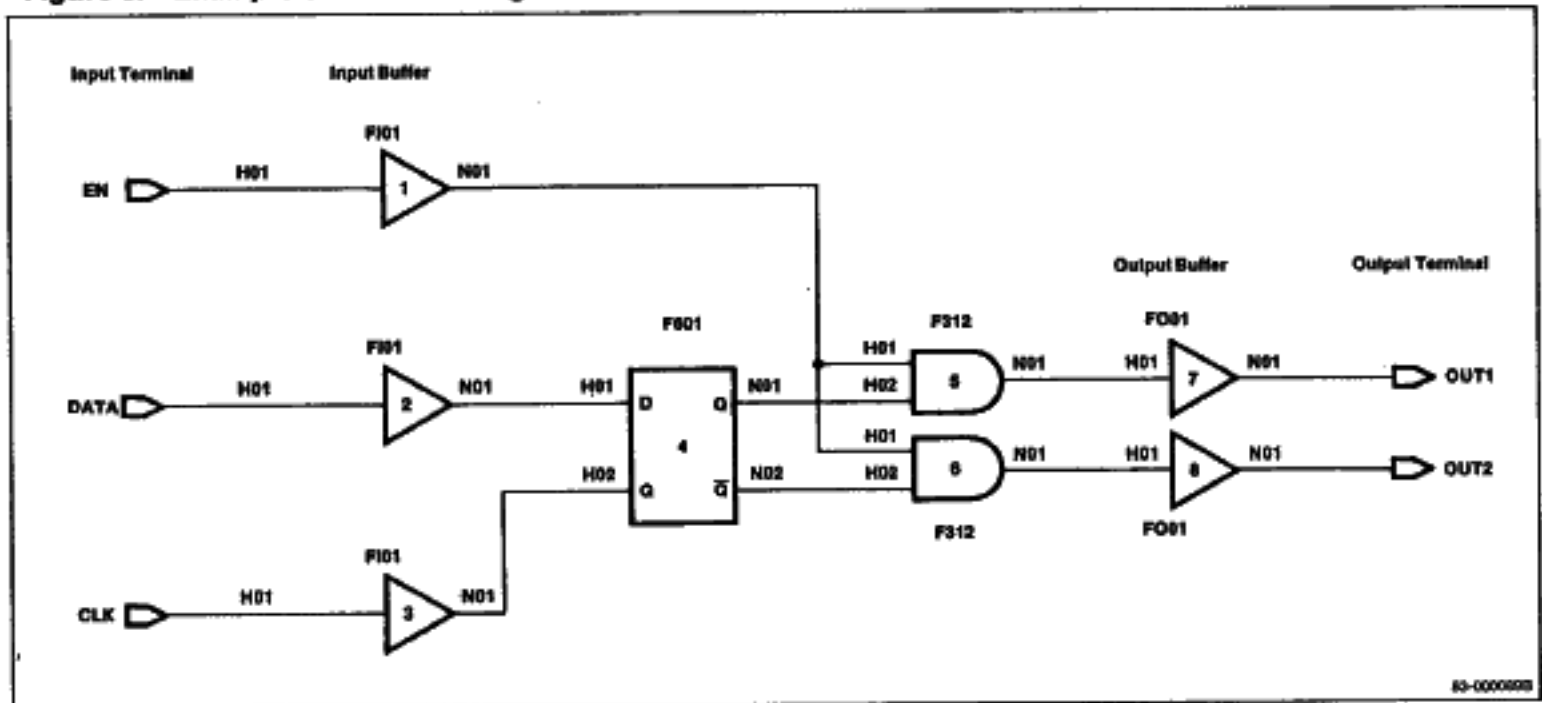 Input Terminal
Input Buffer
FI01
EN
H01
1
N01
Output Buffer
Output Terminal
F601
F312
FO01
FI01
H01
N01
H01
7
N01
OUT1
DATA
H01
2
N01
H01
D
Q
N01
H02
5
4
H01
6
N01
H01
8
N01
OUT2
H02
G
Q
N02
H02
F312
FO01
FI01
CLK
H01
3
N01